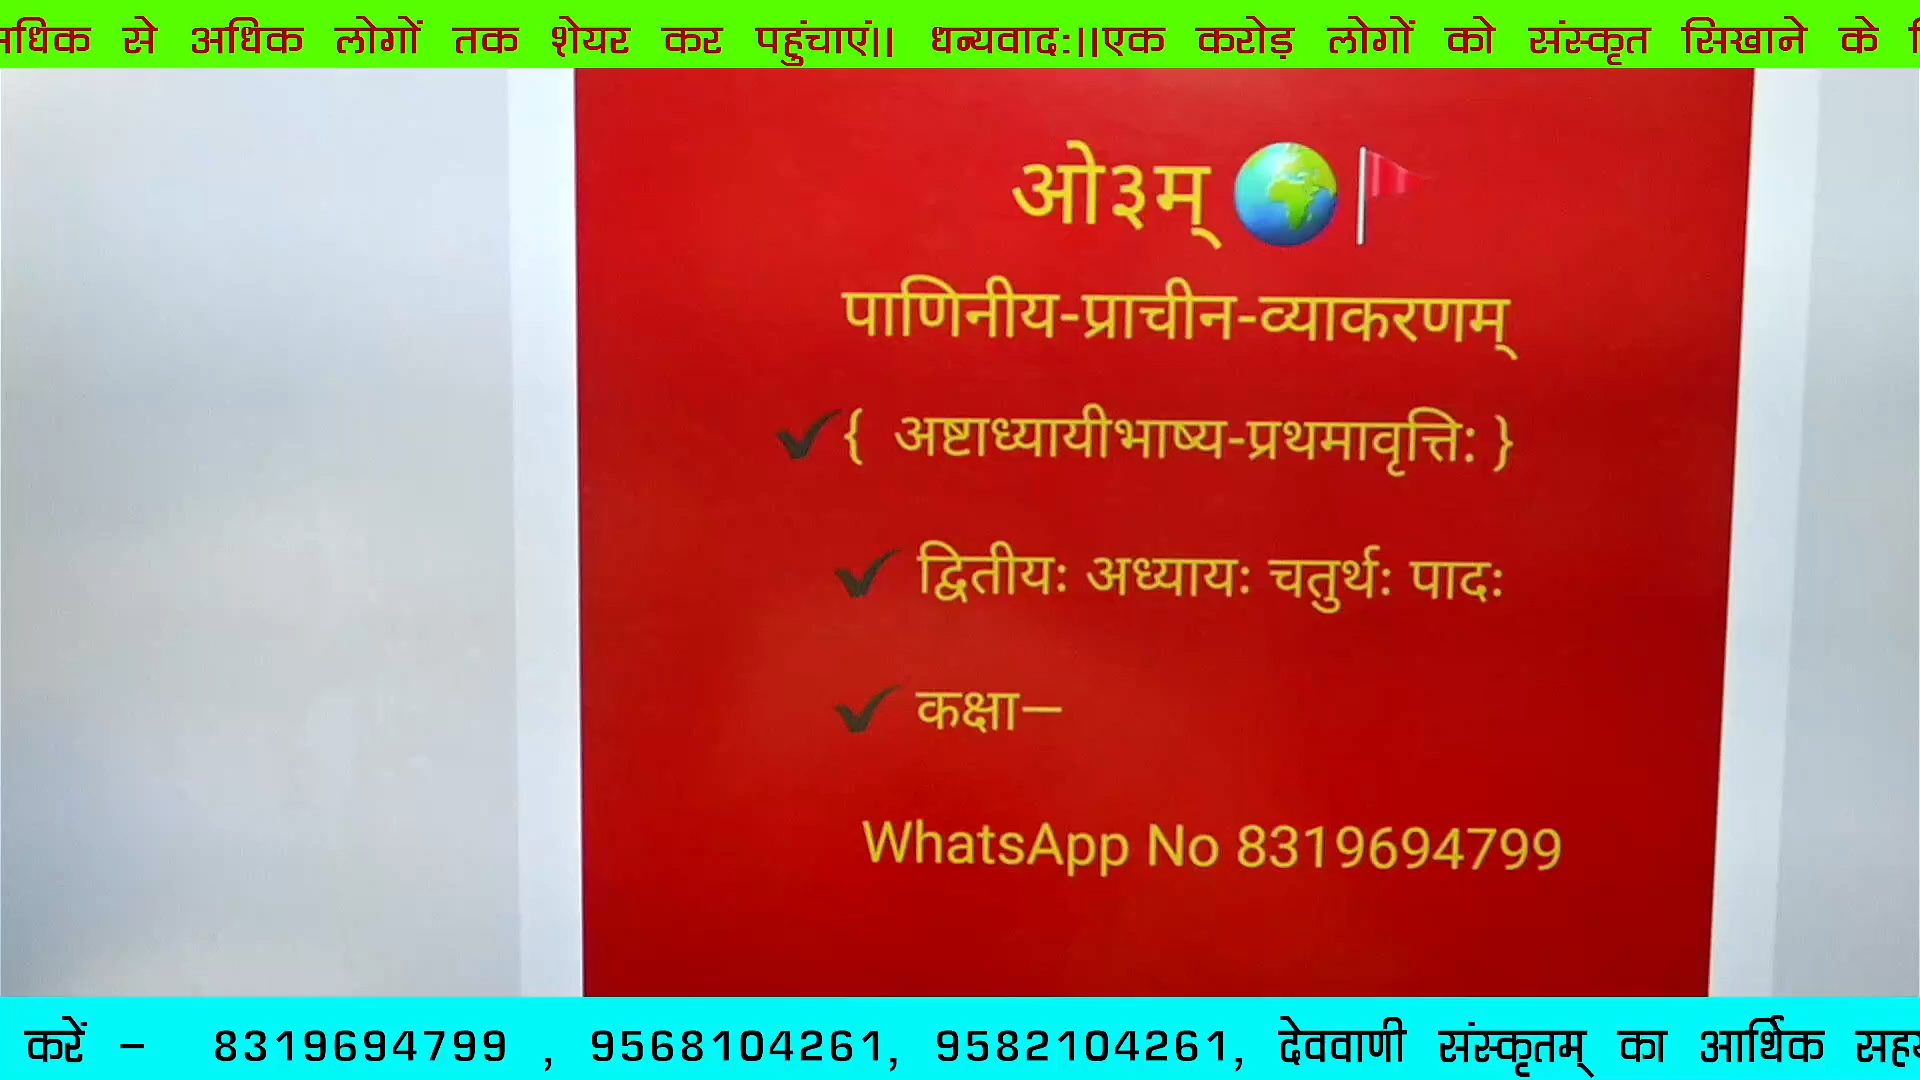 से अधिक लोगों तक शेयर कर पहुंचाएं|| धन्यवादः||एक करोड़ लोगों को संस्कृत सिखाने के
ओ३म् 🌍🚩
पाणिनीय-प्राचीन-व्याकरणम्
✔{ अष्टाध्यायीभाष्य-प्रथमावृत्ति: }
✔ द्वितीयः अध्यायः चतुर्थः पादः
✔ कक्षा—
WhatsApp No 8319694799
करें - 8319694799 , 9568104261, 9582104261, देववाणी संस्कृतम् का आर्थिक